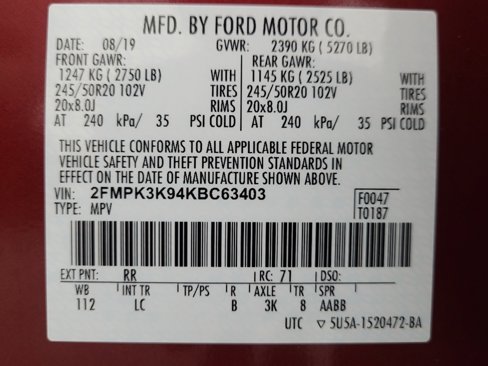 MFD. BY FORD MOTOR CO.
DATE: 08/19 GVWR: 2390 KG ( 5270 LB)
FRONT GAWR: REAR GAWR:
1247 KG ( 2750 LB) WITH 1145 KG ( 2525 LB) WITH
245/50R20 102V TIRES 245/50R20 102V TIRES
20x8.0J RIMS 20x8.0J RIMS
AT 240 kPa/ 35 PSI COLD AT 240 kPa/ 35 PSI COLD
THIS VEHICLE CONFORMS TO ALL APPLICABLE FEDERAL MOTOR
VEHICLE SAFETY AND THEFT PREVENTION STANDARDS IN
EFFECT ON THE DATE OF MANUFACTURE SHOWN ABOVE.
VIN: 2FMPK3K94KBC63403 F0047
TYPE: MPV T0187
EXT PNT: RR RC: 71 DSO:
WB INT TR TP/PS R AXLE TR SPR
112 LC B 3K 8 AABB
UTC ▽ 5U5A-1520472-BA